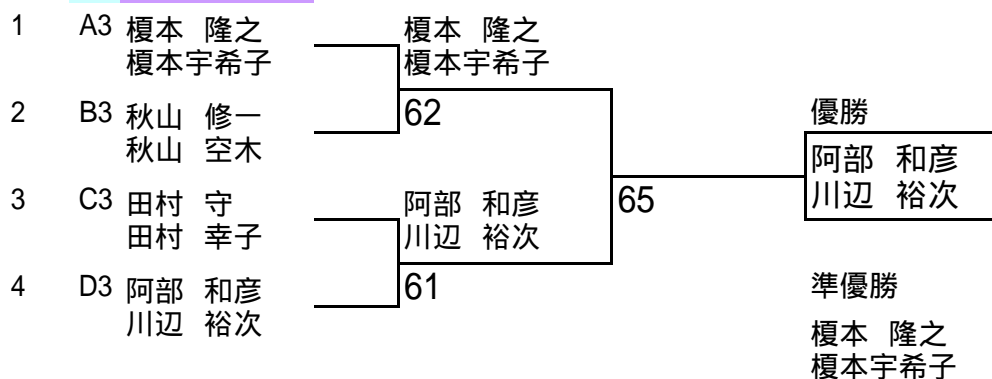 1 A3 榎本 隆之
榎本宇希子
2 B3 秋山 修一
秋山 空木
3 C3 田村 守
田村 幸子
4 D3 阿部 和彦
川辺 裕次
榎本 隆之
榎本宇希子
62
阿部 和彦
川辺 裕次
61
65
優勝
阿部 和彦
川辺 裕次
準優勝
榎本 隆之
榎本宇希子